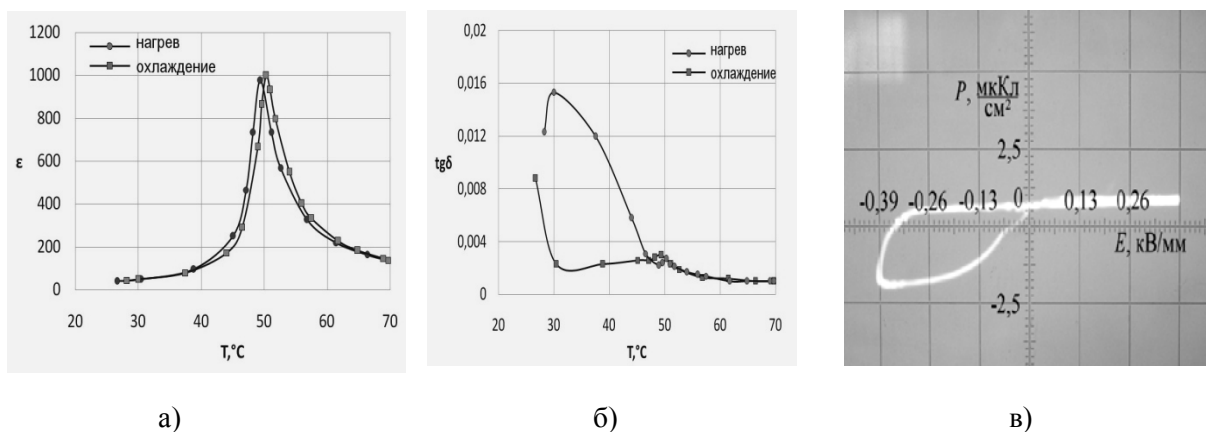 1200
1000
800
600
400
200
0
ε
нагрев
охлаждение
20 30 40 50 60 70
T,°C
а)
0,02
0,016
0,012
0,008
0,004
0
tgδ
нагрев
охлаждение
20 30 40 50 60 70
T,°C
б)
P, мкКл
см²
2,5
-0,39 -0,26 -0,13 0 0,13 0,26
E, кВ/мм
-2,5
в)